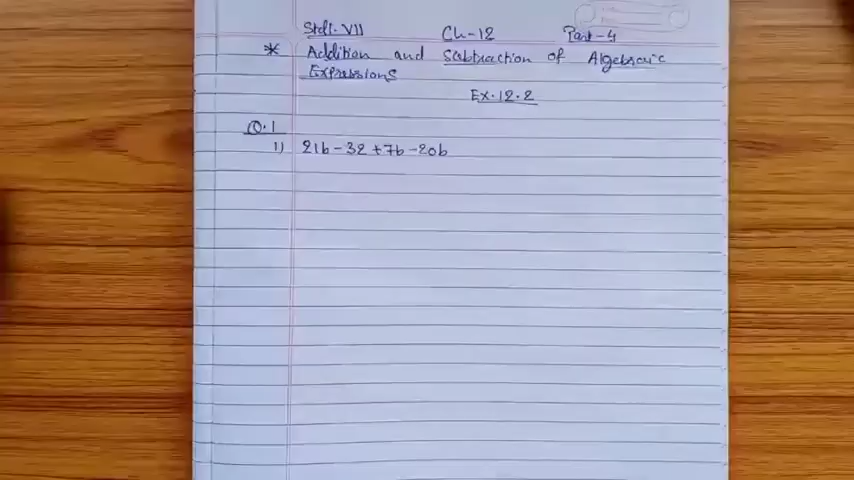 Std:- VII Ch-12 Part-4
* Addition and Subtraction of Algebraic
Expressions
Ex.12.2
Q.1
1) 21b-32+7b-20b